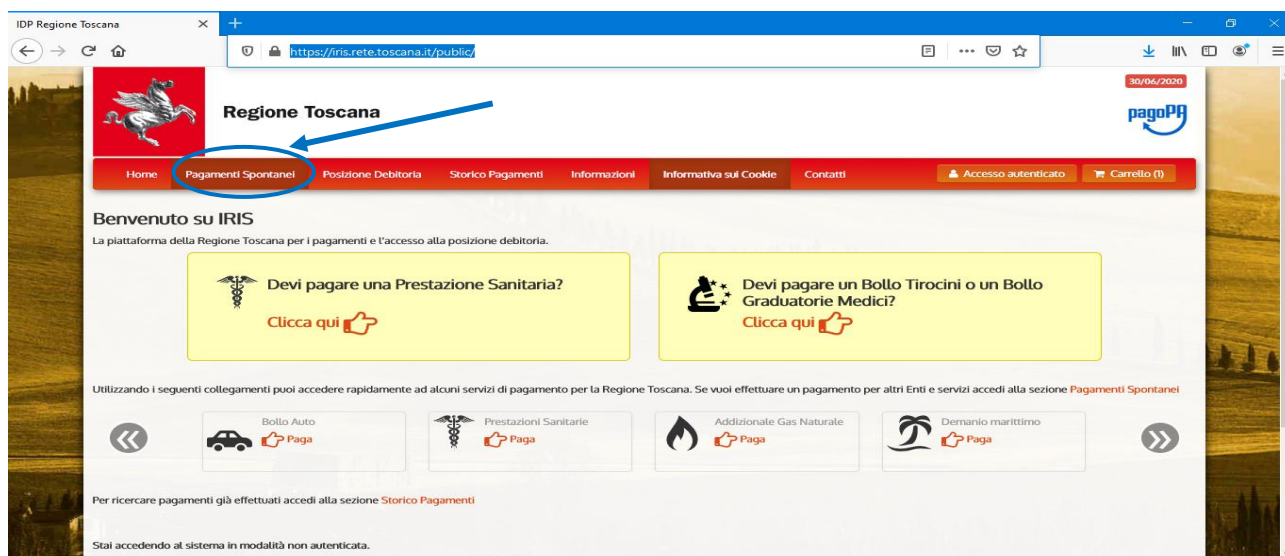 IDP Regione Toscana
https://iris.rete.toscana.it/public/
30/06/2020
Regione Toscana
pagoPA
Home Pagamenti Spontanei Posizione Debitoria Storico Pagamenti Informazioni Informativa sui Cookie Contatti Accesso autenticato Carrello (1)
Benvenuto su IRIS
La piattaforma della Regione Toscana per i pagamenti e l'accesso alla posizione debitoria.
Devi pagare una Prestazione Sanitaria?
Clicca qui
Devi pagare un Bollo Tirocini o un Bollo
Graduatorie Medici?
Clicca qui
Utilizzando i seguenti collegamenti puoi accedere rapidamente ad alcuni servizi di pagamento per la Regione Toscana. Se vuoi effettuare un pagamento per altri Enti e servizi accedi alla sezione Pagamenti Spontanei
Bollo Auto
Paga
Prestazioni Sanitarie
Paga
Addizionale Gas Naturale
Paga
Demanio marittimo
Paga
Per ricercare pagamenti già effettuati accedi alla sezione Storico Pagamenti
Stai accedendo al sistema in modalità non autenticata.